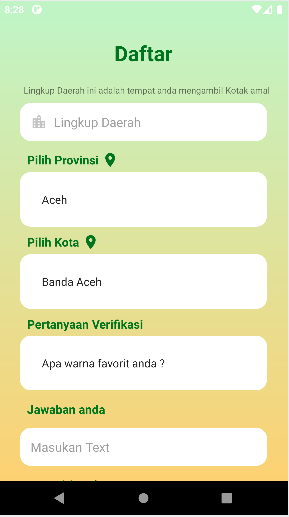 8:28
Daftar
Lingkup Daerah ini adalah tempat anda mengambil Kotak amal
Lingkup Daerah
Pilih Provinsi
Aceh
Pilih Kota
Banda Aceh
Pertanyaan Verifikasi
Apa warna favorit anda ?
Jawaban anda
Masukan Text